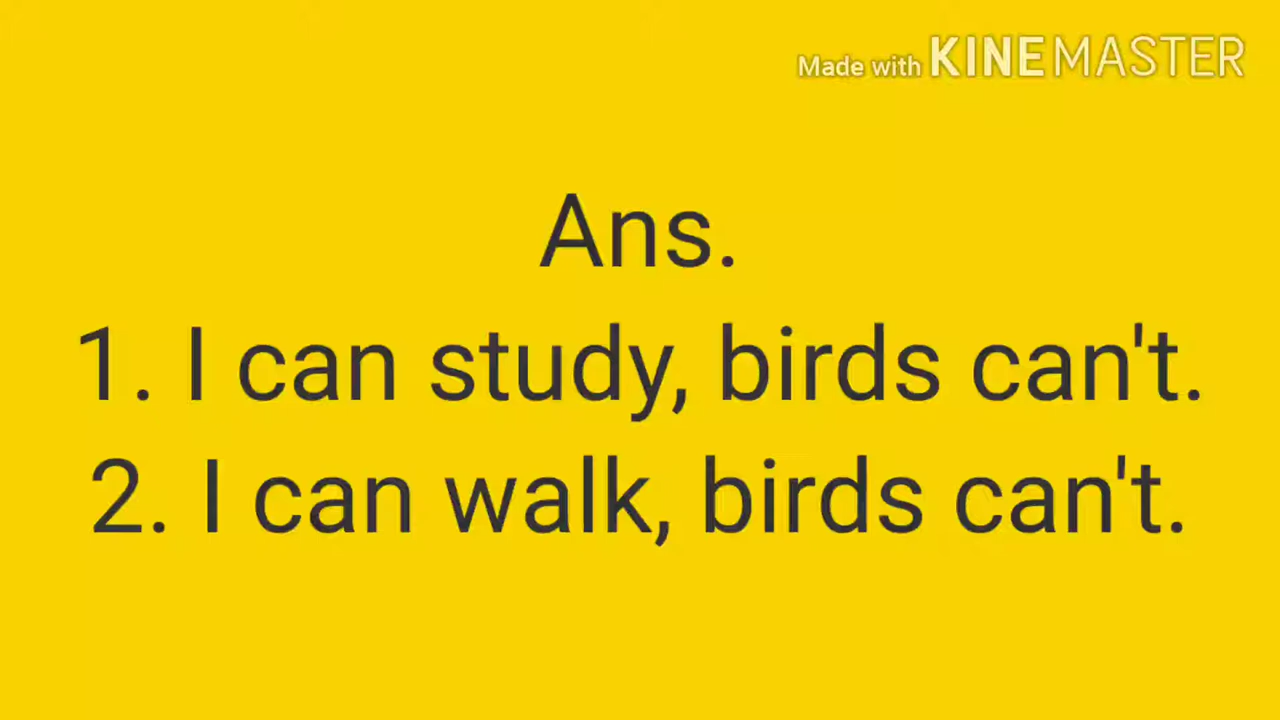 Made with KINEMASTER
Ans.
1. I can study, birds can't.
2. I can walk, birds can't.